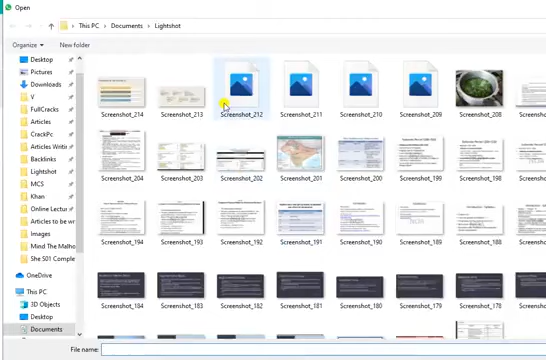 Open
This PC > Documents > Lightshot
Organize
New folder
Desktop
Pictures
Downloads
V
FullCracks
Articles
CrackPc
Articles Writin
Backlinks
Lightshot
MCS
Khan
Online Lectur
Articles to be wr
Images
Mind The Malho
She S01 Comple
OneDrive
This PC
3D Objects
Desktop
Documents
Screenshot_214
Screenshot_213
Screenshot_212
Screenshot_211
Screenshot_210
Screenshot_209
Screenshot_208
Screenshot_204
Screenshot_203
Screenshot_202
Screenshot_201
Screenshot_200
Screenshot_199
Screenshot_198
Screenshot_194
Screenshot_193
Screenshot_192
Screenshot_191
Screenshot_190
Screenshot_189
Screenshot_188
Screenshot_184
Screenshot_183
Screenshot_182
Screenshot_181
Screenshot_180
Screenshot_179
Screenshot_178
File name: